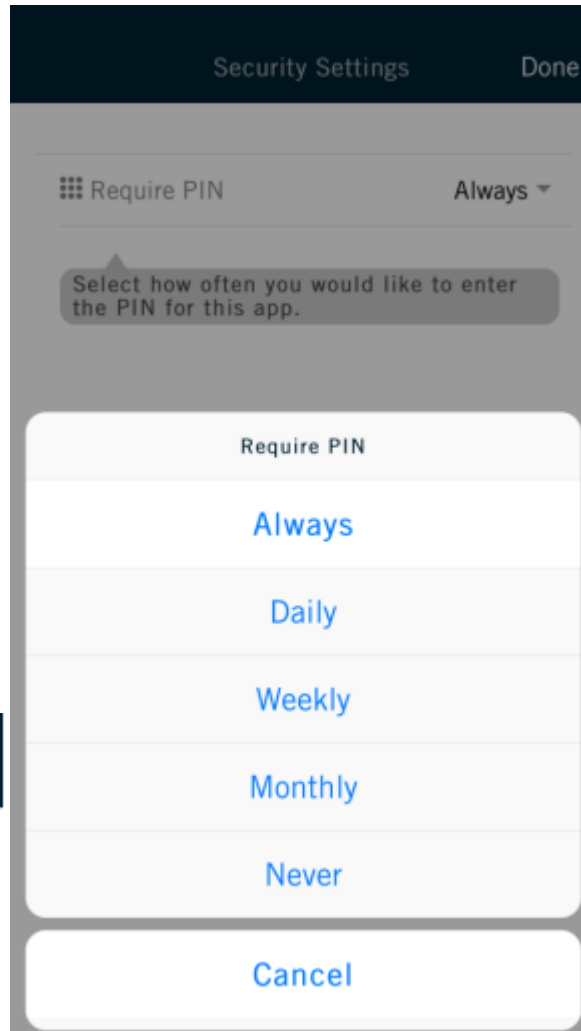 Security Settings Done
Require PIN Always
Select how often you would like to enter
the PIN for this app.
Require PIN
Always
Daily
Weekly
Monthly
Never
Cancel